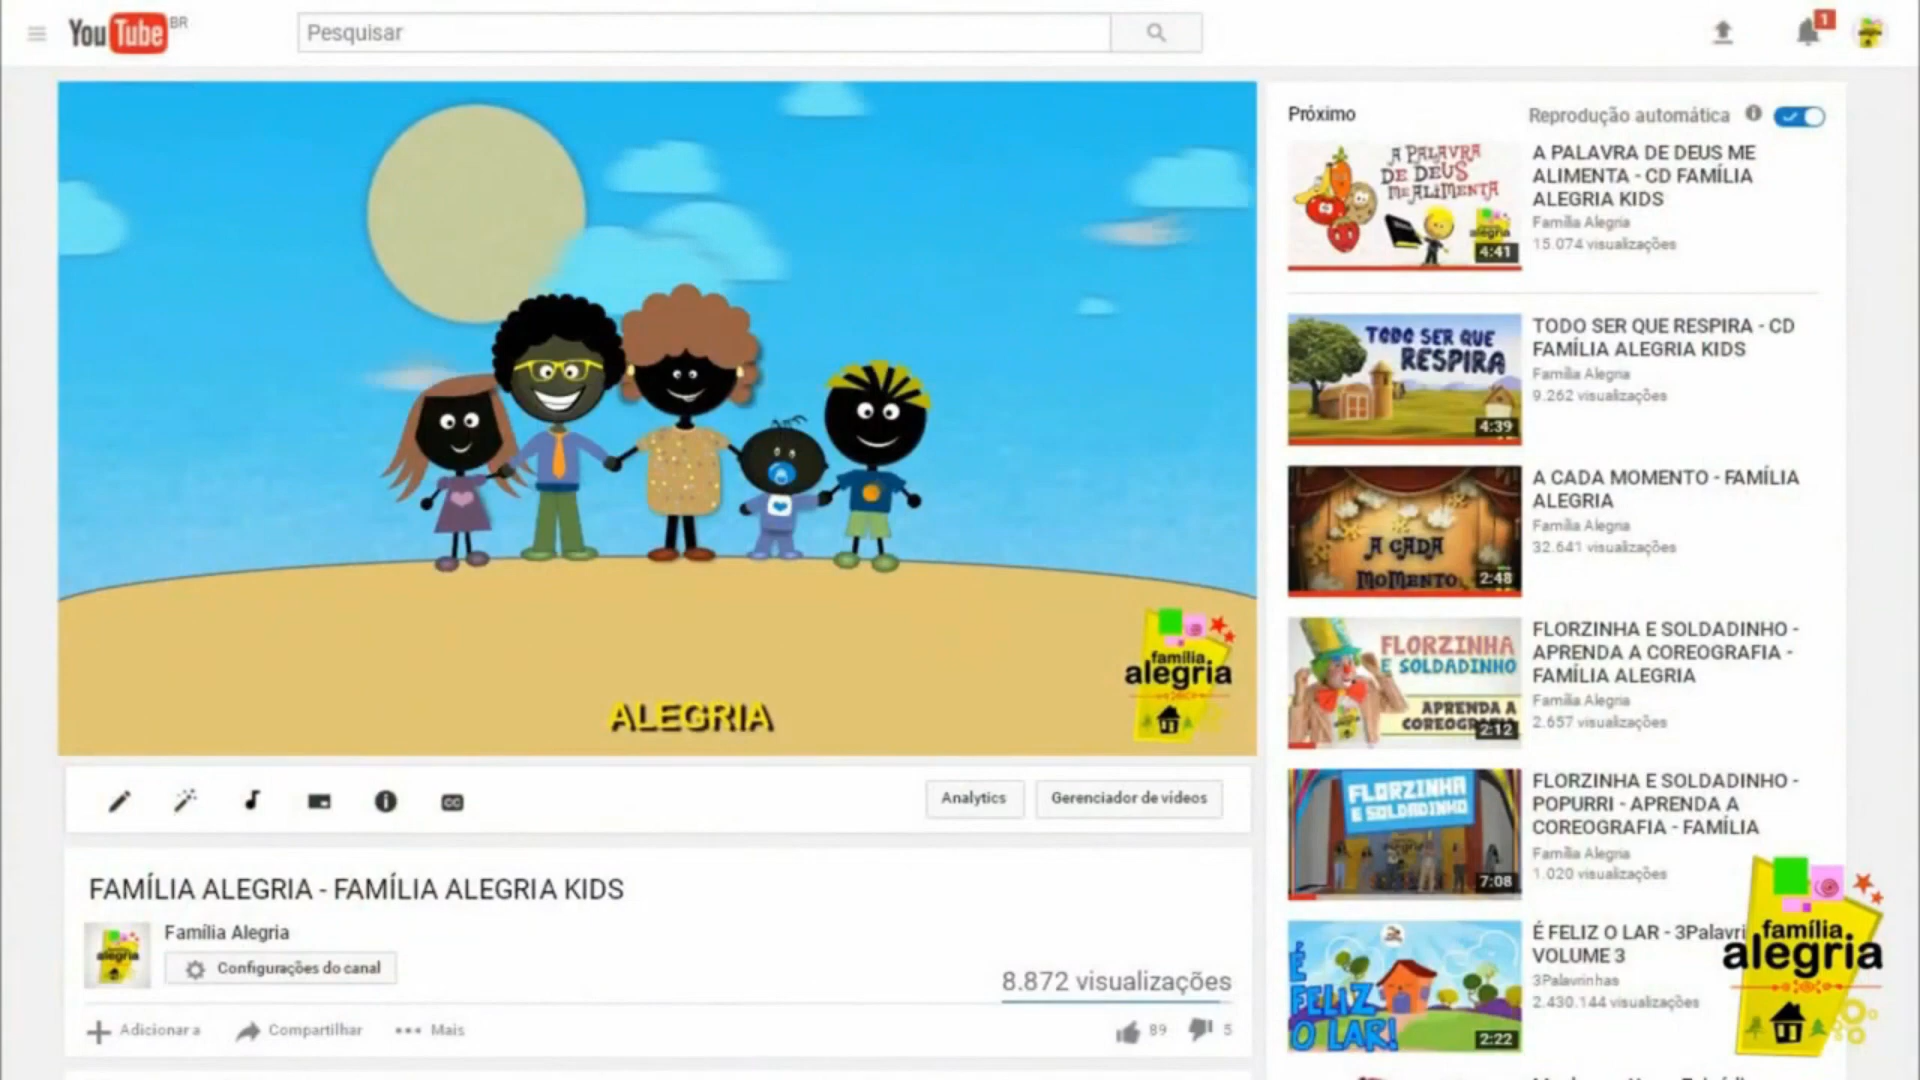 YouTube BR
Pesquisar
1
família
alegria
ALEGRIA
Analytics
Gerenciador de vídeos
FAMÍLIA ALEGRIA - FAMÍLIA ALEGRIA KIDS
alegria
Família Alegria
Configurações do canal
8.872 visualizações
Adicionar a
Compartilhar
Mais
89
5
Próximo
Reprodução automática
A PALAVRA
DE DEUS
ME ALIMENTA
alegria
4:41
A PALAVRA DE DEUS ME
ALIMENTA - CD FAMÍLIA
ALEGRIA KIDS
Família Alegria
15.074 visualizações
TODO SER QUE
RESPIRA
4:39
TODO SER QUE RESPIRA - CD
FAMÍLIA ALEGRIA KIDS
Família Alegria
9.262 visualizações
A CADA
MOMENTO
2:48
A CADA MOMENTO - FAMÍLIA
ALEGRIA
Família Alegria
32.641 visualizações
FLORZINHA
E SOLDADINHO
APRENDA A
COREOGRAFIA
2:12
FLORZINHA E SOLDADINHO -
APRENDA A COREOGRAFIA -
FAMÍLIA ALEGRIA
Família Alegria
2.657 visualizações
FLORZINHA
E SOLDADINHO
7:08
FLORZINHA E SOLDADINHO -
POPURRI - APRENDA A
COREOGRAFIA - FAMÍLIA
Família Alegria
1.020 visualizações
É
FELIZ
O LAR!
2:22
É FELIZ O LAR - 3Palavri
VOLUME 3
3Palavrinhas
2.430.144 visualizações
família
alegria